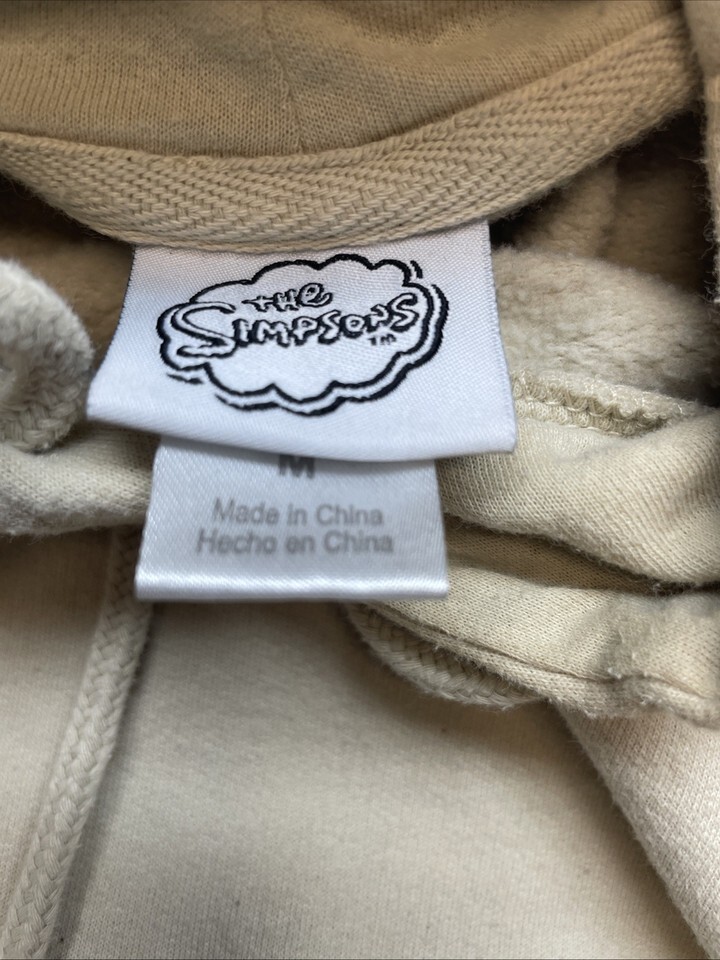 THE
SIMPSONS TM
M
Made in China
Hecho en China